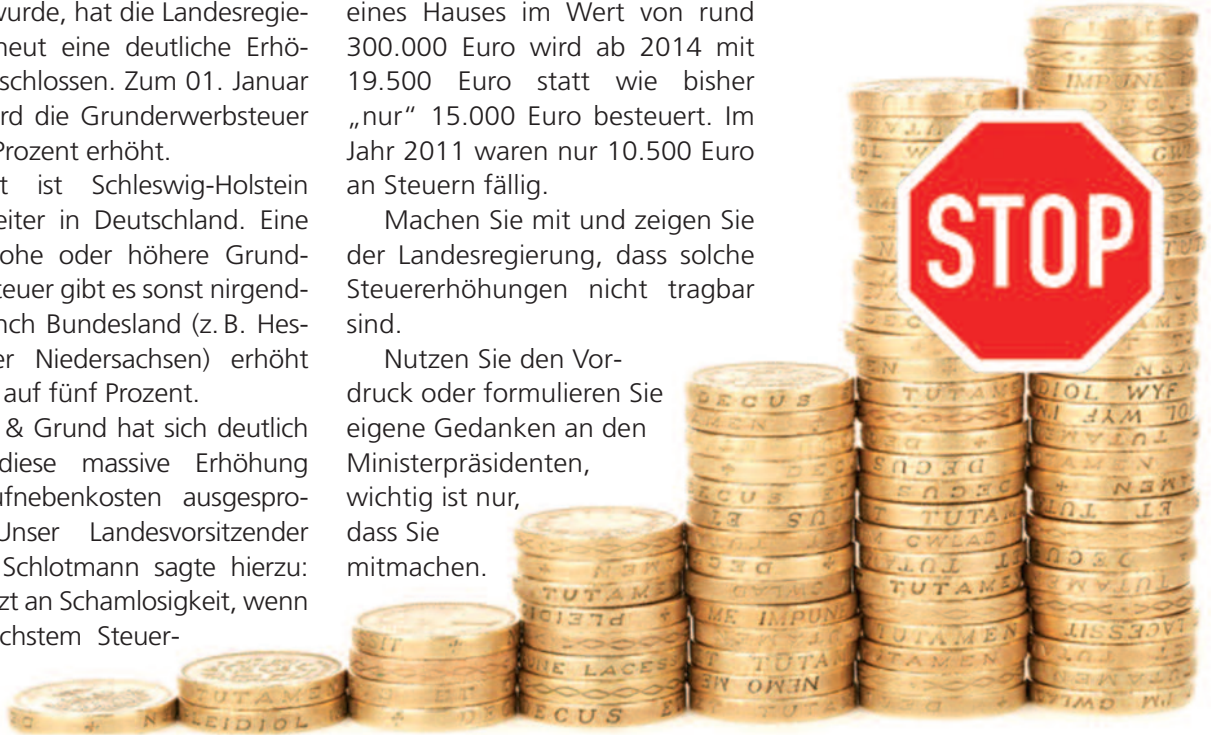 wurde, hat die Landesregie-
neut eine deutliche Erhö-
schlossen. Zum 01. Januar
rd die Grunderwerbsteuer
Prozent erhöht.
t ist Schleswig-Holstein
eiter in Deutschland. Eine
ohe oder höhere Grund-
teuer gibt es sonst nirgend-
nch Bundesland (z. B. Hes-
er Niedersachsen) erhöht
auf fünf Prozent.
& Grund hat sich deutlich
diese massive Erhöhung
ufnebenkosten ausgespro-
Unser Landesvorsitzender
Schlotmann sagte hierzu:
zt an Schamlosigkeit, wenn
chstem Steuer-
eines Hauses im Wert von rund
300.000 Euro wird ab 2014 mit
19.500 Euro statt wie bisher
„nur“ 15.000 Euro besteuert. Im
Jahr 2011 waren nur 10.500 Euro
an Steuern fällig.
Machen Sie mit und zeigen Sie
der Landesregierung, dass solche
Steuererhöhungen nicht tragbar
sind.
Nutzen Sie den Vor-
druck oder formulieren Sie
eigene Gedanken an den
Ministerpräsidenten,
wichtig ist nur,
dass Sie
mitmachen.
STOP